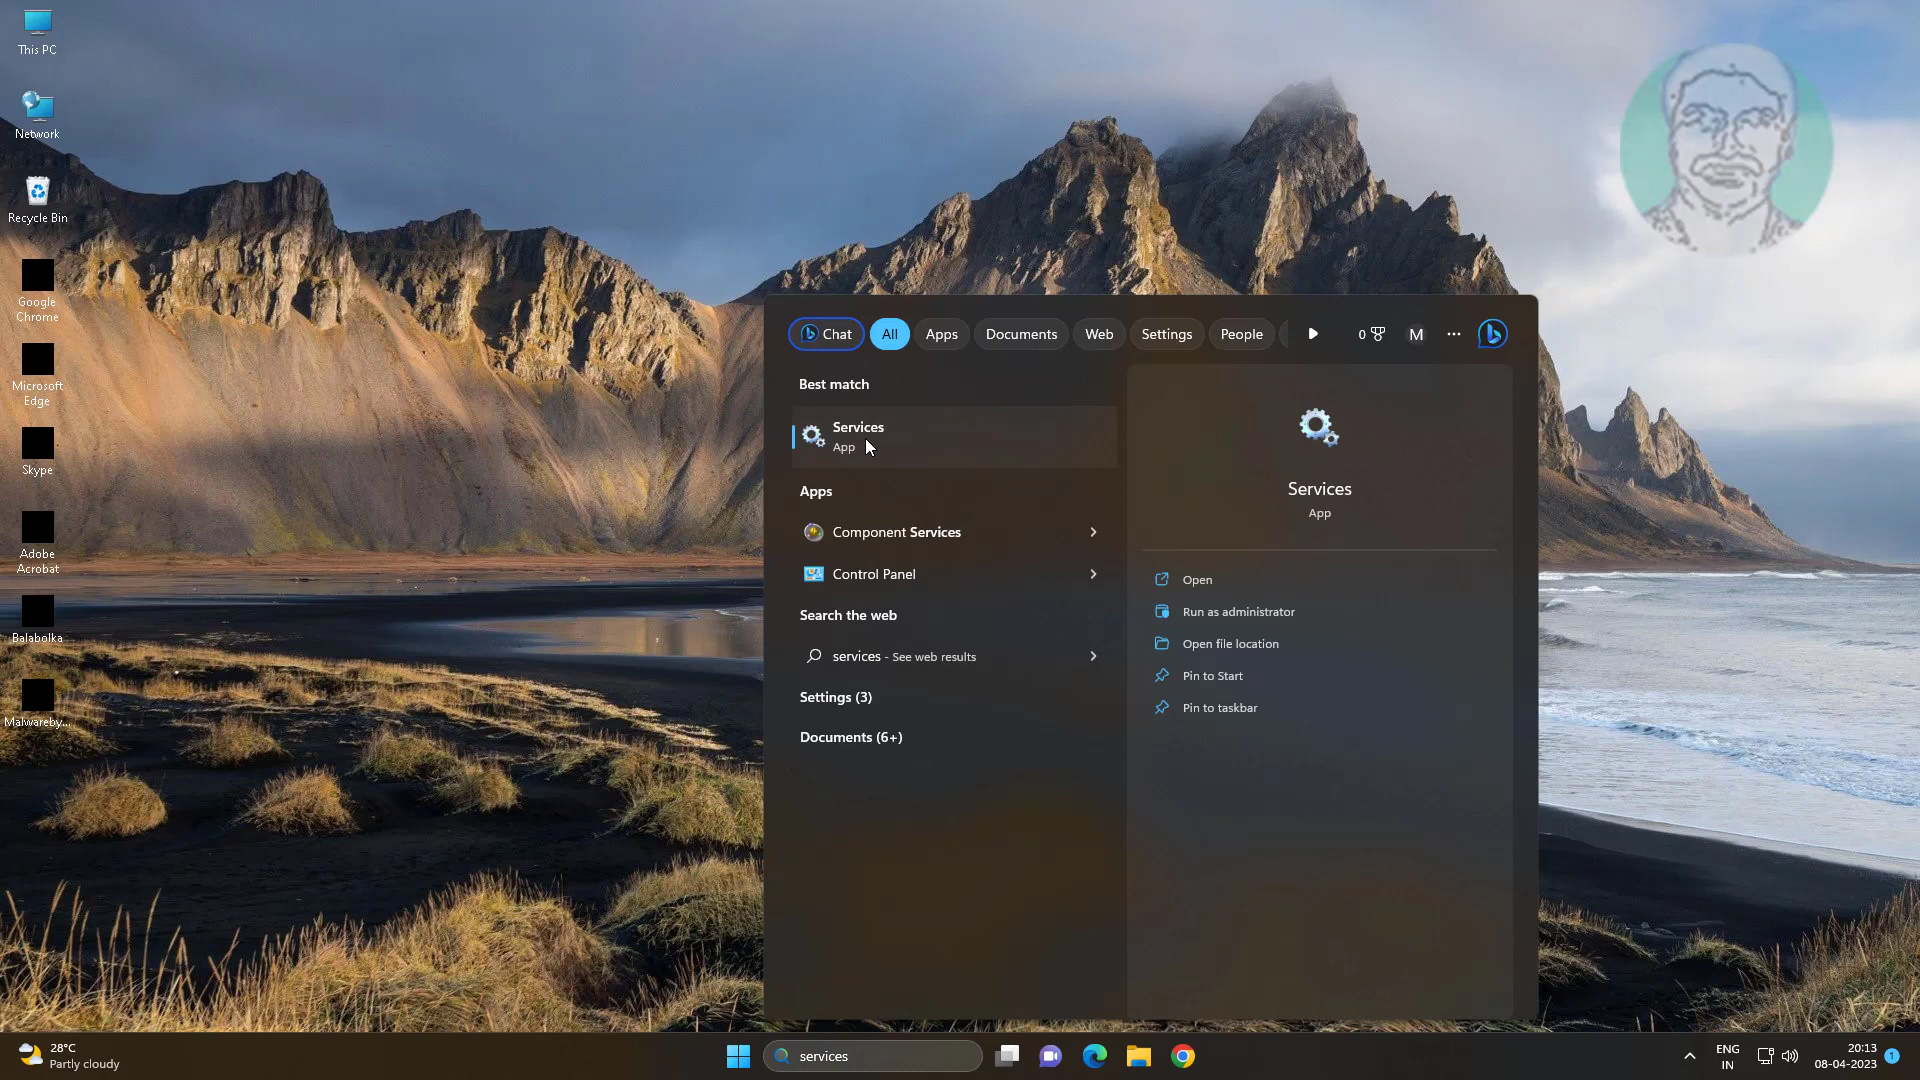 This PC
Network
Recycle Bin
Google
Chrome
Microsoft
Edge
Skype
Adobe
Acrobat
Balabolka
Malwareby...
Chat
All
Apps
Documents
Web
Settings
People
0
M
Best match
Services
App
Apps
Component Services
Control Panel
Search the web
services - See web results
Settings (3)
Documents (6+)
Services
App
Open
Run as administrator
Open file location
Pin to Start
Pin to taskbar
28°C
Partly cloudy
services
ENG
IN
20:13
08-04-2023
1